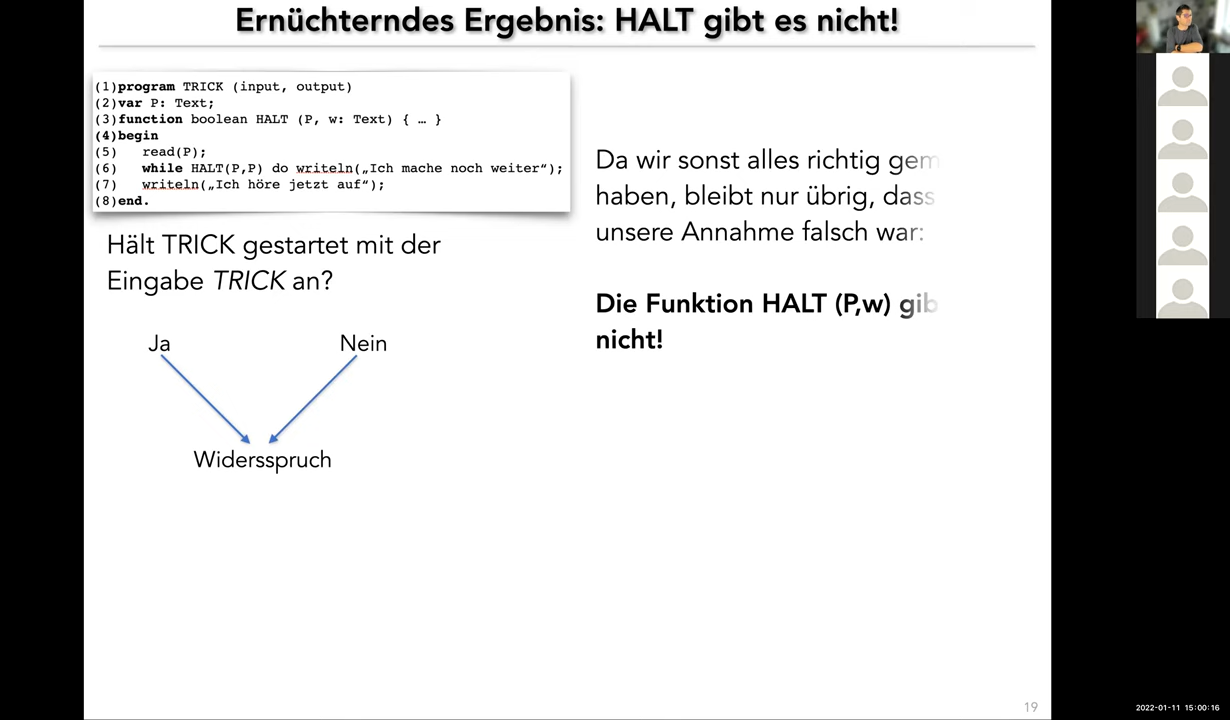 Ernüchterndes Ergebnis: HALT gibt es nicht!
(1)program TRICK (input, output)
(2)var P: Text;
(3)function boolean HALT (P, w: Text) { … }
(4)begin
(5) read(P);
(6) while HALT(P,P) do writeln(„Ich mache noch weiter“);
(7) writeln(„Ich höre jetzt auf“);
(8)end.
Hält TRICK gestartet mit der
Eingabe TRICK an?
Ja
Nein
Widersspruch
Da wir sonst alles richtig gem
haben, bleibt nur übrig, dass
unsere Annahme falsch war:
Die Funktion HALT (P,w) gib
nicht!
19
2022-01-11 15:00:16